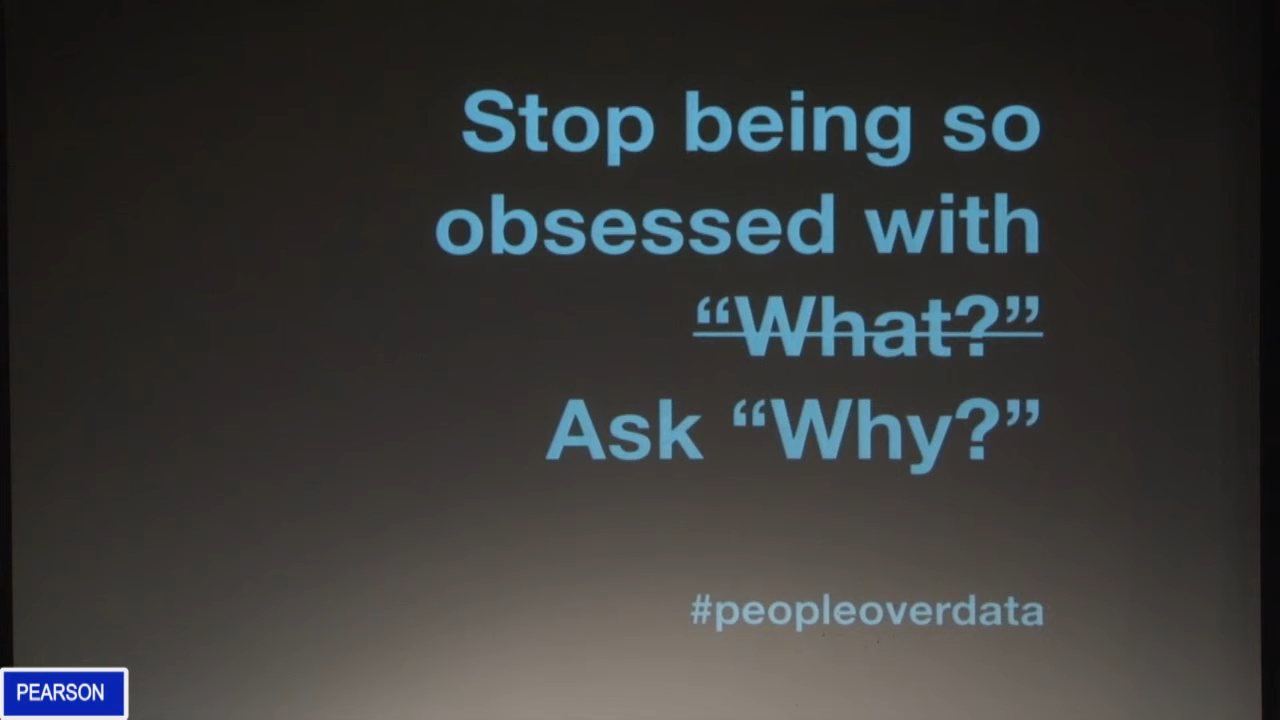 Stop being so
obsessed with
“What?”
Ask “Why?”
#peopleoverdata
PEARSON